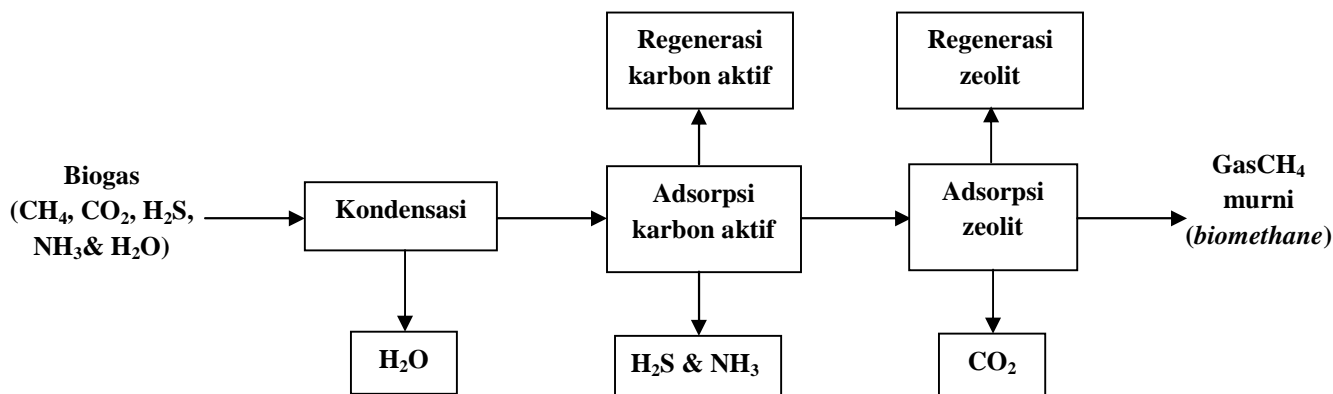 Regenerasi
karbon aktif
Regenerasi
zeolit
Biogas
(CH₄, CO₂, H₂S,
NH₃& H₂O)
Kondensasi
Adsorpsi
karbon aktif
Adsorpsi
zeolit
GasCH₄
murni
(biomethane)
H₂O
H₂S & NH₃
CO₂